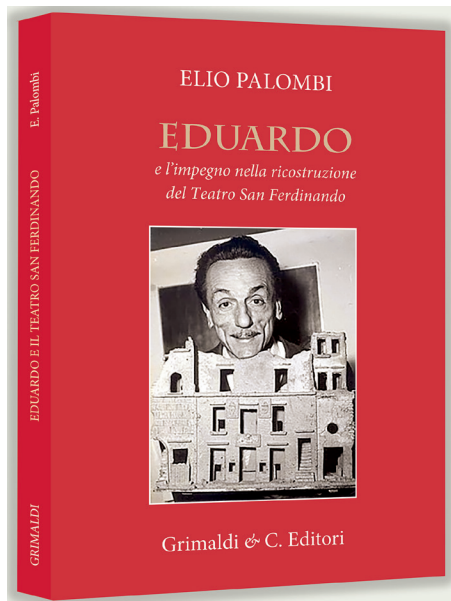 ELIO PALOMBI
EDUARDO
e l'impegno nella ricostruzione
del Teatro San Ferdinando
Grimaldi & C. Editori
E. Palombi
EDUARDO E IL TEATRO SAN FERDINANDO
GRIMALDI